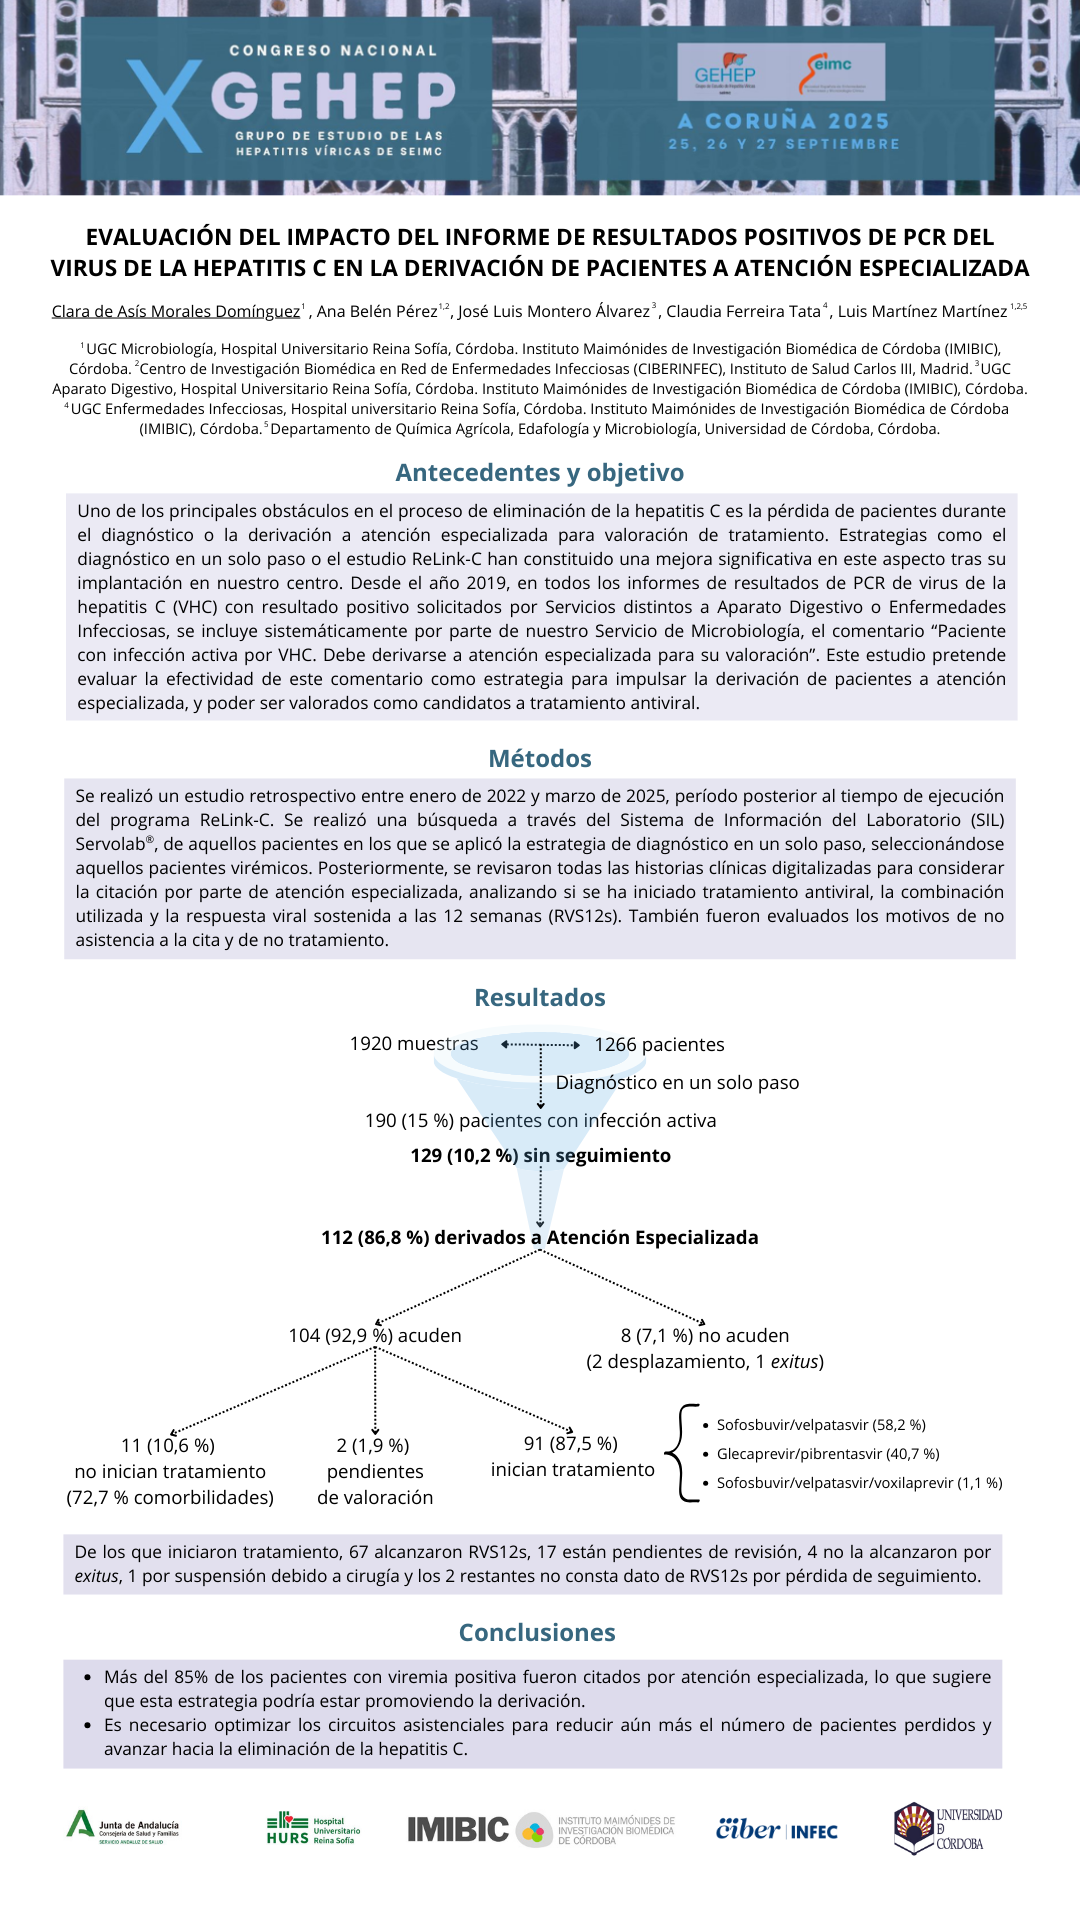 CONGRESO NACIONAL
X GEHEP
GRUPO DE ESTUDIO DE LAS
HEPATITIS VÍRICAS DE SEIMC
GEHEP
Seimc
A CORUÑA 2025
25, 26 Y 27 SEPTIEMBRE
EVALUACIÓN DEL IMPACTO DEL INFORME DE RESULTADOS POSITIVOS DE PCR DEL
VIRUS DE LA HEPATITIS C EN LA DERIVACIÓN DE PACIENTES A ATENCIÓN ESPECIALIZADA
Clara de Asís Morales Domínguez¹, Ana Belén Pérez¹,², José Luis Montero Álvarez³, Claudia Ferreira Tata⁴, Luis Martínez Martínez¹,²,⁵
¹UGC Microbiología, Hospital Universitario Reina Sofía, Córdoba. Instituto Maimónides de Investigación Biomédica de Córdoba (IMIBIC),
Córdoba. ²Centro de Investigación Biomédica en Red de Enfermedades Infecciosas (CIBERINFEC), Instituto de Salud Carlos III, Madrid. ³UGC
Aparato Digestivo, Hospital Universitario Reina Sofía, Córdoba. Instituto Maimónides de Investigación Biomédica de Córdoba (IMIBIC), Córdoba.
⁴UGC Enfermedades Infecciosas, Hospital universitario Reina Sofía, Córdoba. Instituto Maimónides de Investigación Biomédica de Córdoba
(IMIBIC), Córdoba. ⁵Departamento de Química Agrícola, Edafología y Microbiología, Universidad de Córdoba, Córdoba.
Antecedentes y objetivo
Uno de los principales obstáculos en el proceso de eliminación de la hepatitis C es la pérdida de pacientes durante
el diagnóstico o la derivación a atención especializada para valoración de tratamiento. Estrategias como el
diagnóstico en un solo paso o el estudio ReLink-C han constituido una mejora significativa en este aspecto tras su
implantación en nuestro centro. Desde el año 2019, en todos los informes de resultados de PCR de virus de la
hepatitis C (VHC) con resultado positivo solicitados por Servicios distintos a Aparato Digestivo o Enfermedades
Infecciosas, se incluye sistemáticamente por parte de nuestro Servicio de Microbiología, el comentario “Paciente
con infección activa por VHC. Debe derivarse a atención especializada para su valoración”. Este estudio pretende
evaluar la efectividad de este comentario como estrategia para impulsar la derivación de pacientes a atención
especializada, y poder ser valorados como candidatos a tratamiento antiviral.
Métodos
Se realizó un estudio retrospectivo entre enero de 2022 y marzo de 2025, período posterior al tiempo de ejecución
del programa ReLink-C. Se realizó una búsqueda a través del Sistema de Información del Laboratorio (SIL)
Servolab®, de aquellos pacientes en los que se aplicó la estrategia de diagnóstico en un solo paso, seleccionándose
aquellos pacientes virémicos. Posteriormente, se revisaron todas las historias clínicas digitalizadas para considerar
la citación por parte de atención especializada, analizando si se ha iniciado tratamiento antiviral, la combinación
utilizada y la respuesta viral sostenida a las 12 semanas (RVS12s). También fueron evaluados los motivos de no
asistencia a la cita y de no tratamiento.
Resultados
1920 muestras 1266 pacientes
Diagnóstico en un solo paso
190 (15 %) pacientes con infección activa
129 (10,2 %) sin seguimiento
112 (86,8 %) derivados a Atención Especializada
104 (92,9 %) acuden
8 (7,1 %) no acuden
(2 desplazamiento, 1 exitus)
11 (10,6 %)
no inician tratamiento
(72,7 % comorbilidades)
2 (1,9 %)
pendientes
de valoración
91 (87,5 %)
inician tratamiento
• Sofosbuvir/velpatasvir (58,2 %)
• Glecaprevir/pibrentasvir (40,7 %)
• Sofosbuvir/velpatasvir/voxilaprevir (1,1 %)
De los que iniciaron tratamiento, 67 alcanzaron RVS12s, 17 están pendientes de revisión, 4 no la alcanzaron por
exitus, 1 por suspensión debido a cirugía y los 2 restantes no consta dato de RVS12s por pérdida de seguimiento.
Conclusiones
• Más del 85% de los pacientes con viremia positiva fueron citados por atención especializada, lo que sugiere
que esta estrategia podría estar promoviendo la derivación.
• Es necesario optimizar los circuitos asistenciales para reducir aún más el número de pacientes perdidos y
avanzar hacia la eliminación de la hepatitis C.
Junta de Andalucía
Consejería de Salud y Familias
SERVICIO ANDALUZ DE SALUD
HURS
Hospital
Universitario
Reina Sofía
IMIBIC
INSTITUTO MAIMÓNIDES DE
INVESTIGACIÓN BIOMÉDICA
DE CÓRDOBA
ciber INFEC
UNIVERSIDAD
D
CÓRDOBA